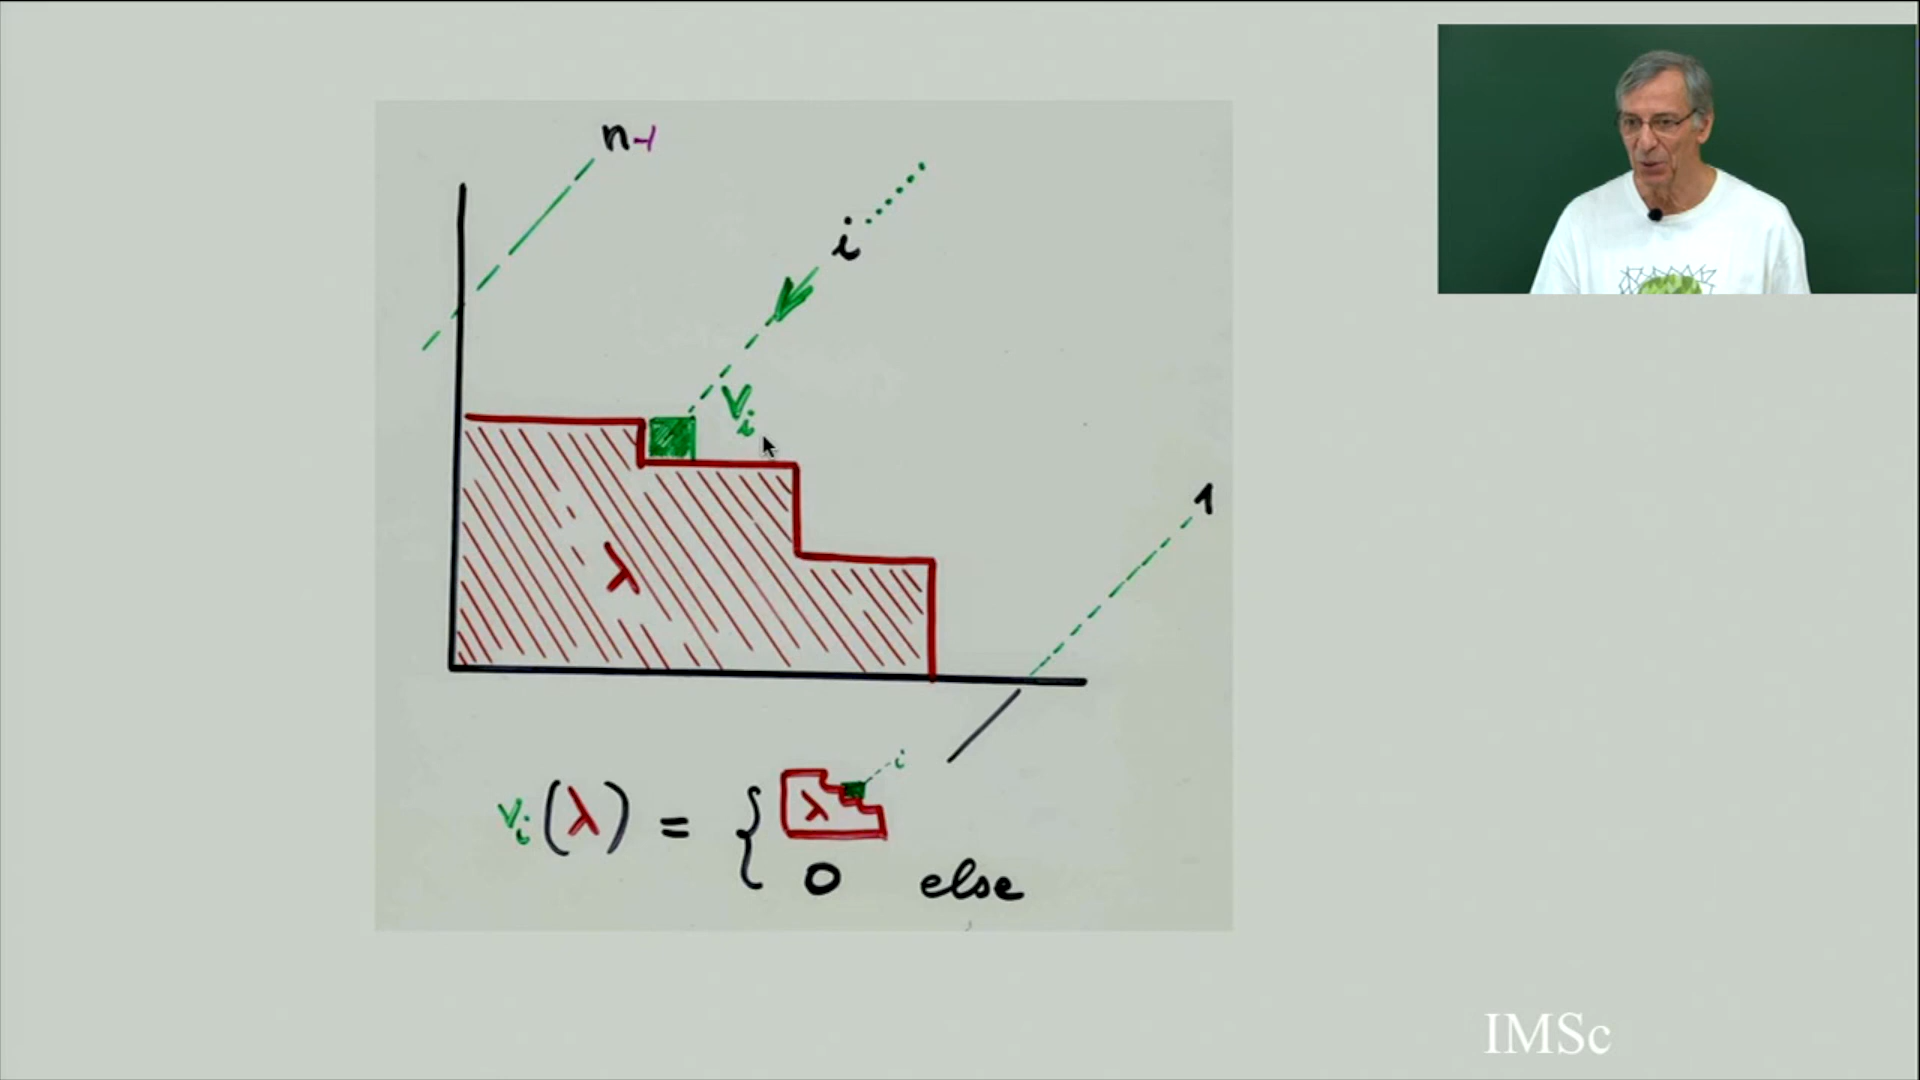 n-1
i
V_i
1
λ
v_i(λ) = { λ i
0 else
IMSc